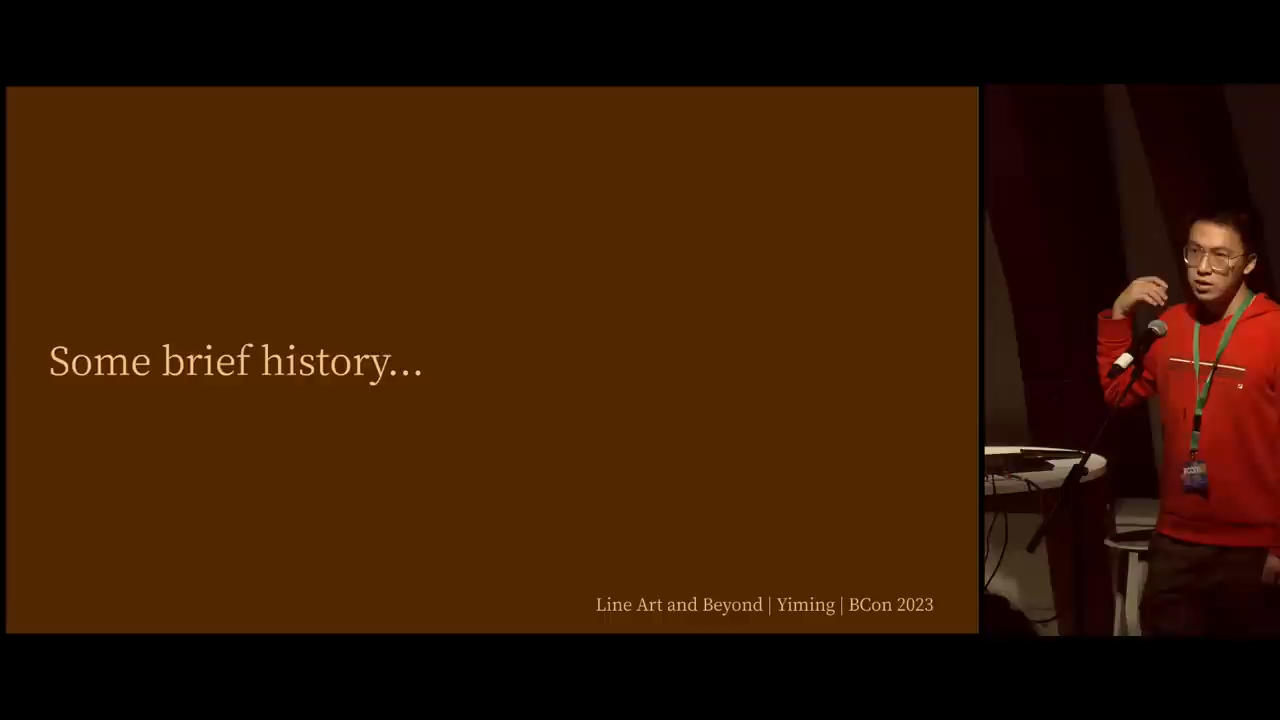 Some brief history...
Line Art and Beyond | Yiming | BCon 2023